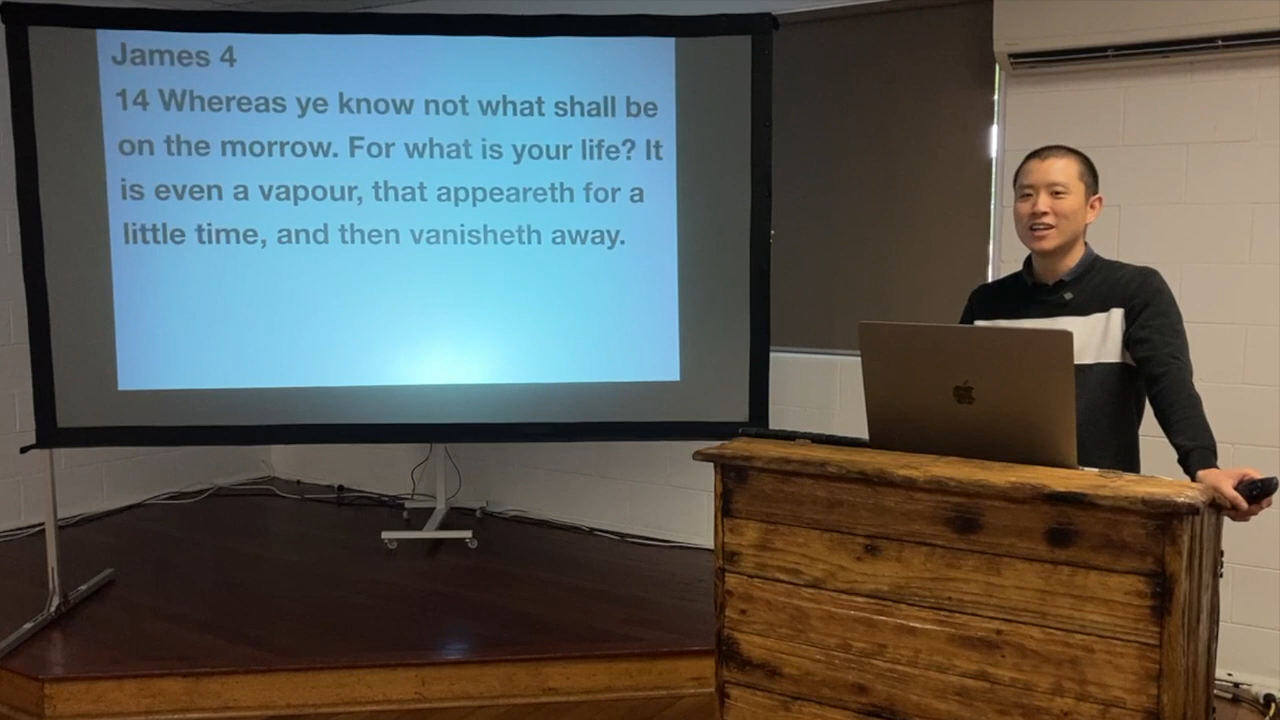 James 4
14 Whereas ye know not what shall be
on the morrow. For what is your life? It
is even a vapour, that appeareth for a
little time, and then vanisheth away.